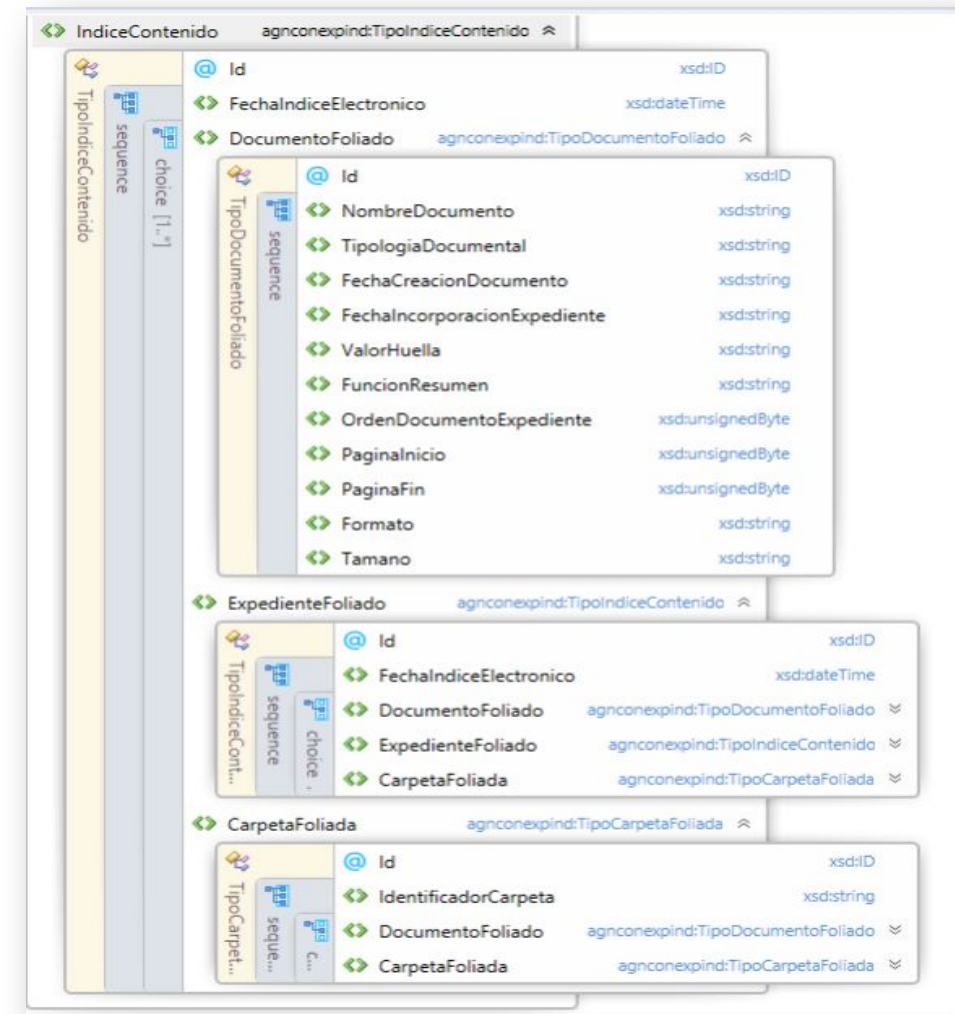 IndiceContenido agnconexpind:TipoIndiceContenido
TipoIndiceContenido
sequence
choice [1..*]
@ Id xsd:ID
FechaIndiceElectronico xsd:dateTime
DocumentoFoliado agnconexpind:TipoDocumentoFoliado
TipoDocumentoFoliado
sequence
@ Id xsd:ID
NombreDocumento xsd:string
TipologiaDocumental xsd:string
FechaCreacionDocumento xsd:string
FechaIncorporacionExpediente xsd:string
ValorHuella xsd:string
FuncionResumen xsd:string
OrdenDocumentoExpediente xsd:unsignedByte
PaginaInicio xsd:unsignedByte
PaginaFin xsd:unsignedByte
Formato xsd:string
Tamano xsd:string
ExpedienteFoliado agnconexpind:TipoIndiceContenido
TipoIndiceCont...
sequence
choice .
@ Id xsd:ID
FechaIndiceElectronico xsd:dateTime
DocumentoFoliado agnconexpind:TipoDocumentoFoliado
ExpedienteFoliado agnconexpind:TipoIndiceContenido
CarpetaFoliada agnconexpind:TipoCarpetaFoliada
CarpetaFoliada agnconexpind:TipoCarpetaFoliada
TipoCarpet...
seque...
c...
@ Id xsd:ID
IdentificadorCarpeta xsd:string
DocumentoFoliado agnconexpind:TipoDocumentoFoliado
CarpetaFoliada agnconexpind:TipoCarpetaFoliada